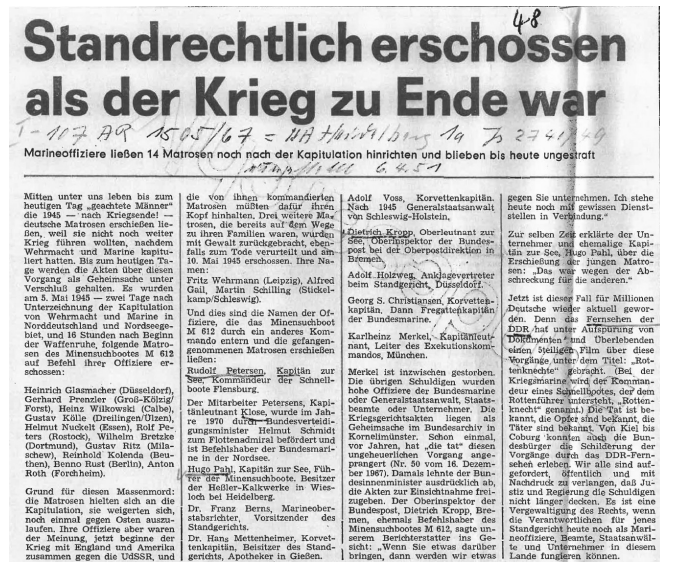 48
Standrechtlich erschossen
als der Krieg zu Ende war
I-107 AR 1505/67 = StA Heidelberg 1a Js 2741/49
Marineoffiziere ließen 14 Matrosen noch nach der Kapitulation hinrichten und blieben bis heute ungestraft
6.4.51
Mitten unter uns leben bis zum
heutigen Tag „geachtete Männer"
die 1945 — nach Kriegsende! —
deutsche Matrosen erschießen lie-
ßen, weil sie nicht noch weiter
Krieg führen wollten, nachdem
Wehrmacht und Marine kapitu-
liert hatten. Bis zum heutigen Ta-
ge werden die Akten über diesen
Vorgang als Geheimsache unter
Verschluß gehalten. Es wurden
am 5. Mai 1945 — zwei Tage nach
Unterzeichnung der Kapitulation
von Wehrmacht und Marine in
Norddeutschland und Nordseege-
biet, und 16 Stunden nach Beginn
der Waffenruhe, folgende Matro-
sen des Minensuchbootes M 612
auf Befehl ihrer Offiziere er-
schossen:
Heinrich Glasmacher (Düsseldorf),
Gerhard Prenzler (Groß-Kölzig/
Forst), Heinz Wilkowski (Calbe),
Gustav Kölle (Dreilingen/Ülzen),
Helmut Nuckelt (Essen), Rolf Pe-
ters (Rostock), Wilhelm Bretzke
(Dortmund), Gustav Ritz (Mila-
schew), Reinhold Kolenda (Beu-
then), Benno Rust (Berlin), Anton
Roth (Forchheim).
Grund für diesen Massenmord:
die Matrosen hielten sich an die
Kapitulation, sie weigerten sich,
noch einmal gegen Osten auszu-
laufen. Ihre Offiziere aber waren
der Meinung, jetzt beginne der
Krieg mit England und Amerika
zusammen gegen die UdSSR, und
die von ihnen kommandierten
Matrosen müßten dafür ihren
Kopf hinhalten. Drei weitere Ma-
trosen, die bereits auf dem Wege
zu ihren Familien waren, wurden
mit Gewalt zurückgebracht, eben-
falls zum Tode verurteilt und am
10. Mai 1945 erschosen. Ihre Na-
men:
Fritz Wehrmann (Leipzig), Alfred
Gail, Martin Schilling (Stickel-
kamp/Schleswig).
Und dies sind die Namen der Of-
fiziere, die das Minensuchboot
M 612 durch ein anderes Kom-
mando entern und die gefangen-
genommenen Matrosen erschießen
ließen:
Rudolf Petersen, Kapitän zur
See, Kommandeur der Schnell-
boote Flensburg.
Der Mitarbeiter Petersens, Kapi-
tänleutnant Klose, wurde im Jah-
re 1970 durch Bundesverteidi-
gungsminister Helmut Schmidt
zum Flottenadmiral befördert und
ist Befehlshaber der Bundesmari-
ne in der Nordsee.
Hugo Pahl, Kapitän zur See, Füh-
rer der Minensuchboote. Besitzer
der Heßler-Kalkwerke in Wies-
loch bei Heidelberg.
Dr. Franz Berns, Marineober-
stabsrichter, Vorsitzender des
Standgerichts.
Dr. Hans Mettenheimer, Korvet-
tenkapitän, Beisitzer des Stand-
gerichts, Apotheker in Gießen.
Adolf Voss, Korvettenkapitän.
Nach 1945 Generalstaatsanwalt
von Schleswig-Holstein.
Dietrich Kropp, Oberleutnant zur
See, Oberinspektor der Bundes-
post bei der Oberpostdirektion in
Bremen.
Adolf Holzweg, Anklagevertreter
beim Standgericht, Düsseldorf.
Georg S. Christiansen, Korvetten-
kapitän, Dann Fregattenkapitän
der Bundesmarine.
Karlheinz Merkel, Kapitänleut-
nant, Leiter des Exekutionskom-
mandos, München.
Merkel ist inzwischen gestorben.
Die übrigen Schuldigen wurden
hohe Offiziere der Bundesmarine
oder Generalstaatsanwalt, Staats-
beamte oder Unternehmer. Die
Kriegsgerichtsakten liegen als
Geheimsache im Bundesarchiv in
Kornelimünster. Schon einmal,
vor Jahren, hat „die tat" diesen
ungeheuerlichen Vorgang ange-
prangert (Nr. 50 vom 16. Dezem-
ber 1967). Damals lehnte der Bun-
desinnenminister ausdrücklich ab,
die Akten zur Einsichtnahme frei-
zugeben. Der Oberinspektor der
Bundespost, Dietrich Kropp, Bre-
men, ehemals Befehlshaber des
Minensuchbootes M 612, sagte un-
serem Berichterstatter ins Ge-
sicht: „Wenn Sie etwas darüber
bringen, dann werden wir etwas
gegen Sie unternehmen. Ich stehe
heute noch mit gewissen Dienst-
stellen in Verbindung."
Zur selben Zeit erklärte der Un-
ternehmer und ehemalige Kapi-
tän zur See, Hugo Pahl, über die
Erschießung der jungen Matro-
sen: „Das war wegen der Ab-
schreckung für die anderen."
Jetzt ist dieser Fall für Millionen
Deutsche wieder aktuell gewor-
den. Denn das Fernsehen der
DDR hat unter Aufspürung von
Dokumenten und Überlebenden
einen 5teiligen Film über diese
Vorgänge unter dem Titel: „Rot-
tenknechte" gebracht. (Bei der
Kriegsmarine wird der Komman-
deur eines Schnellbootes, der dem
Rottenführer untersteht, „Rotten-
knecht" genannt.) Die Tat ist be-
kannt, die Opfer sind bekannt, die
Täter sind bekannt. Von Kiel bis
Coburg konnten auch die Bun-
desbürger die Schilderung der
Vorgänge durch das DDR-Fern-
sehen erleben. Wir alle sind auf-
gefordert, öffentlich und mit
Nachdruck zu verlangen, daß Ju-
stiz und Regierung die Schuldigen
nicht länger decken. Es ist eine
Vergewaltigung des Rechts, wenn
die Verantwortlichen für jenes
Standgericht heute noch als Mari-
neoffiziere, Beamte, Staatsanwäl-
te und Unternehmer in diesem
Lande fungieren können.